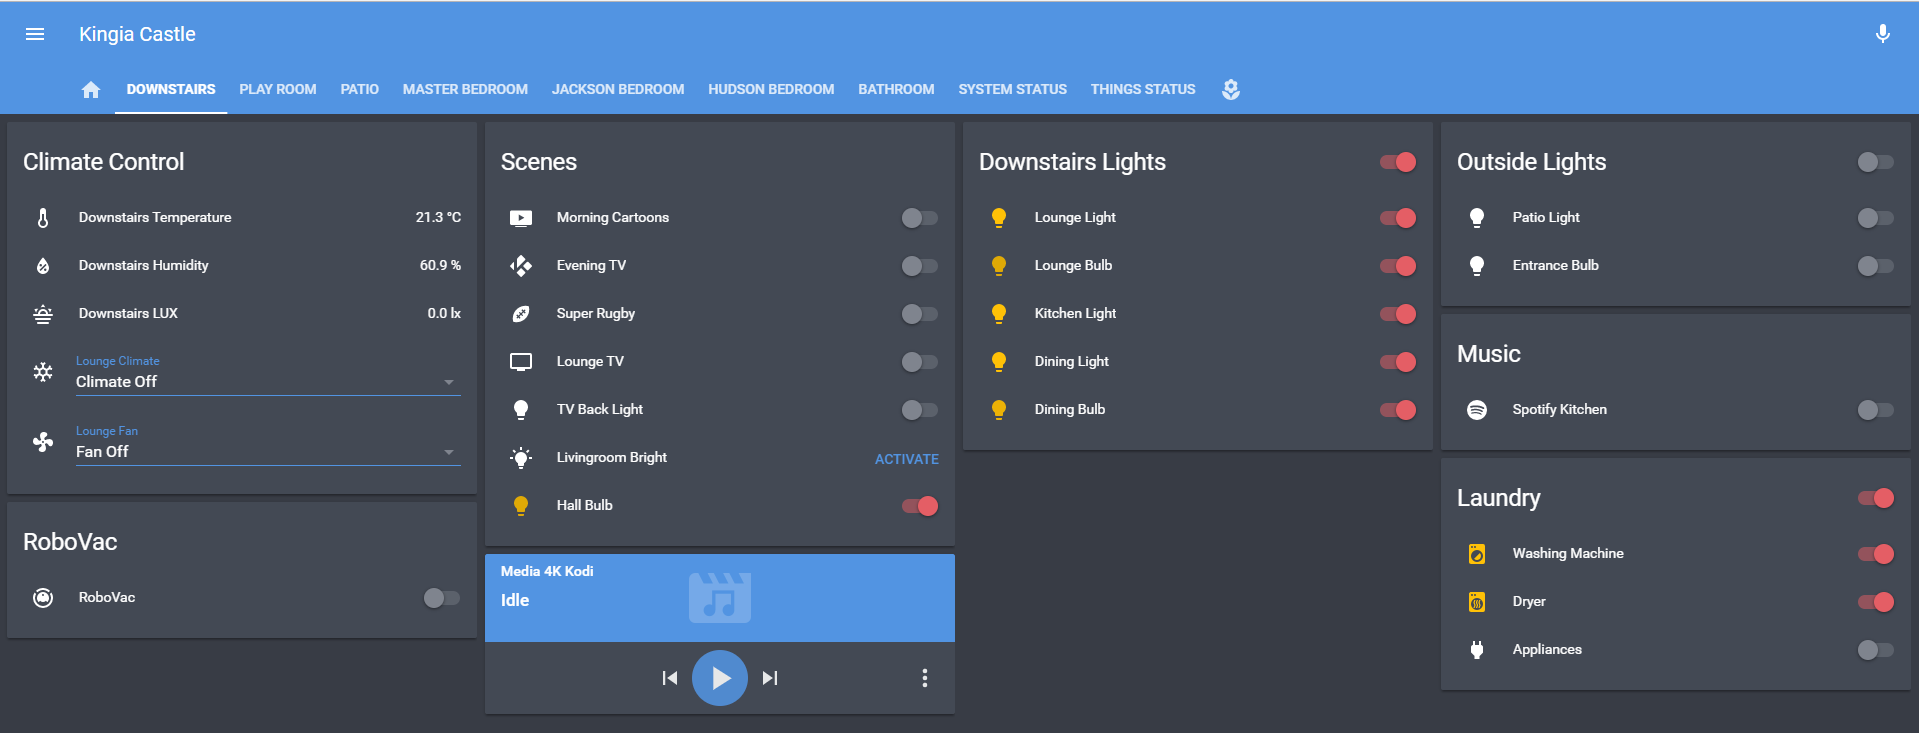 Kingia Castle
DOWNSTAIRS PLAY ROOM PATIO MASTER BEDROOM JACKSON BEDROOM HUDSON BEDROOM BATHROOM SYSTEM STATUS THINGS STATUS
Climate Control
Downstairs Temperature 21.3 °C
Downstairs Humidity 60.9 %
Downstairs LUX 0.0 lx
Lounge Climate
Climate Off
Lounge Fan
Fan Off
RoboVac
RoboVac
Scenes
Morning Cartoons
Evening TV
Super Rugby
Lounge TV
TV Back Light
Livingroom Bright ACTIVATE
Hall Bulb
Media 4K Kodi
Idle
Downstairs Lights
Lounge Light
Lounge Bulb
Kitchen Light
Dining Light
Dining Bulb
Outside Lights
Patio Light
Entrance Bulb
Music
Spotify Kitchen
Laundry
Washing Machine
Dryer
Appliances